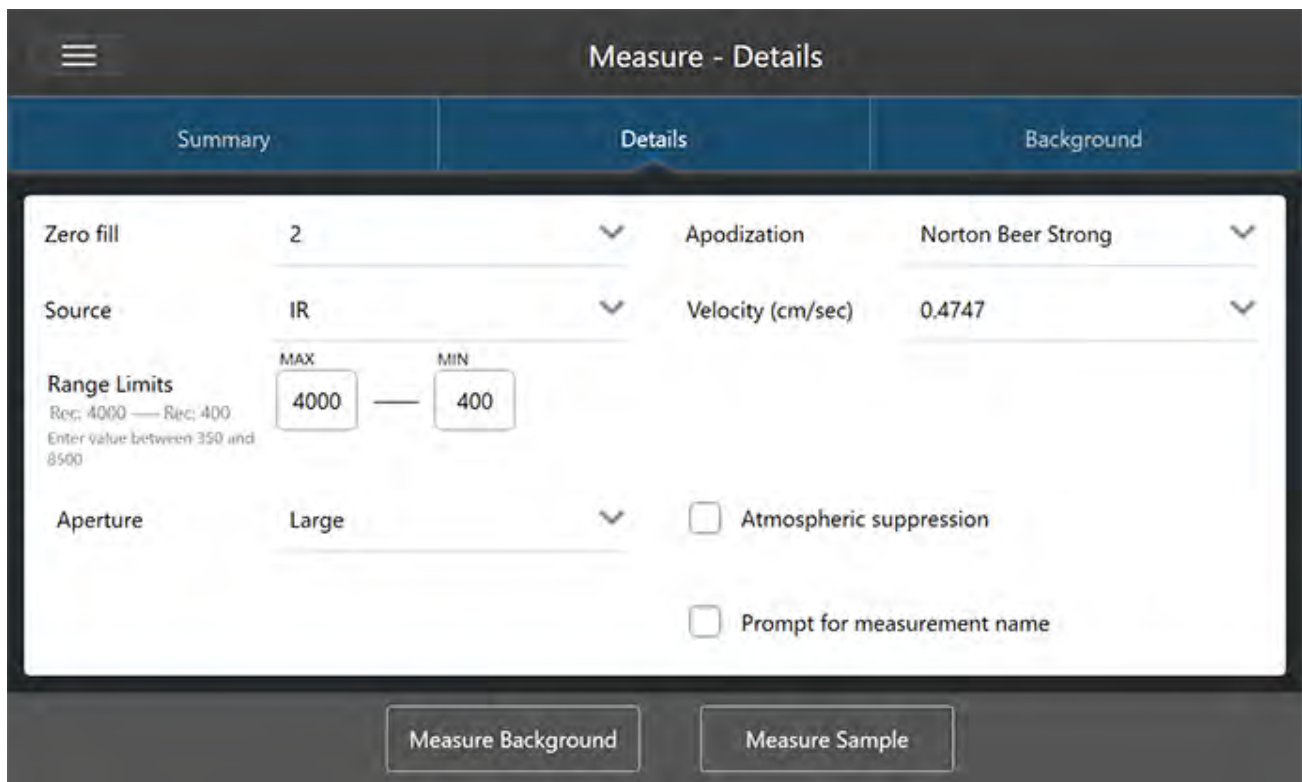 Measure - Details
Summary Details Background
Zero fill 2 Apodization Norton Beer Strong
Source IR Velocity (cm/sec) 0.4747
MAX MIN
Range Limits 4000 400
Rec: 4000 — Rec: 400
Enter value between 350 and
8500
Aperture Large Atmospheric suppression
Prompt for measurement name
Measure Background Measure Sample